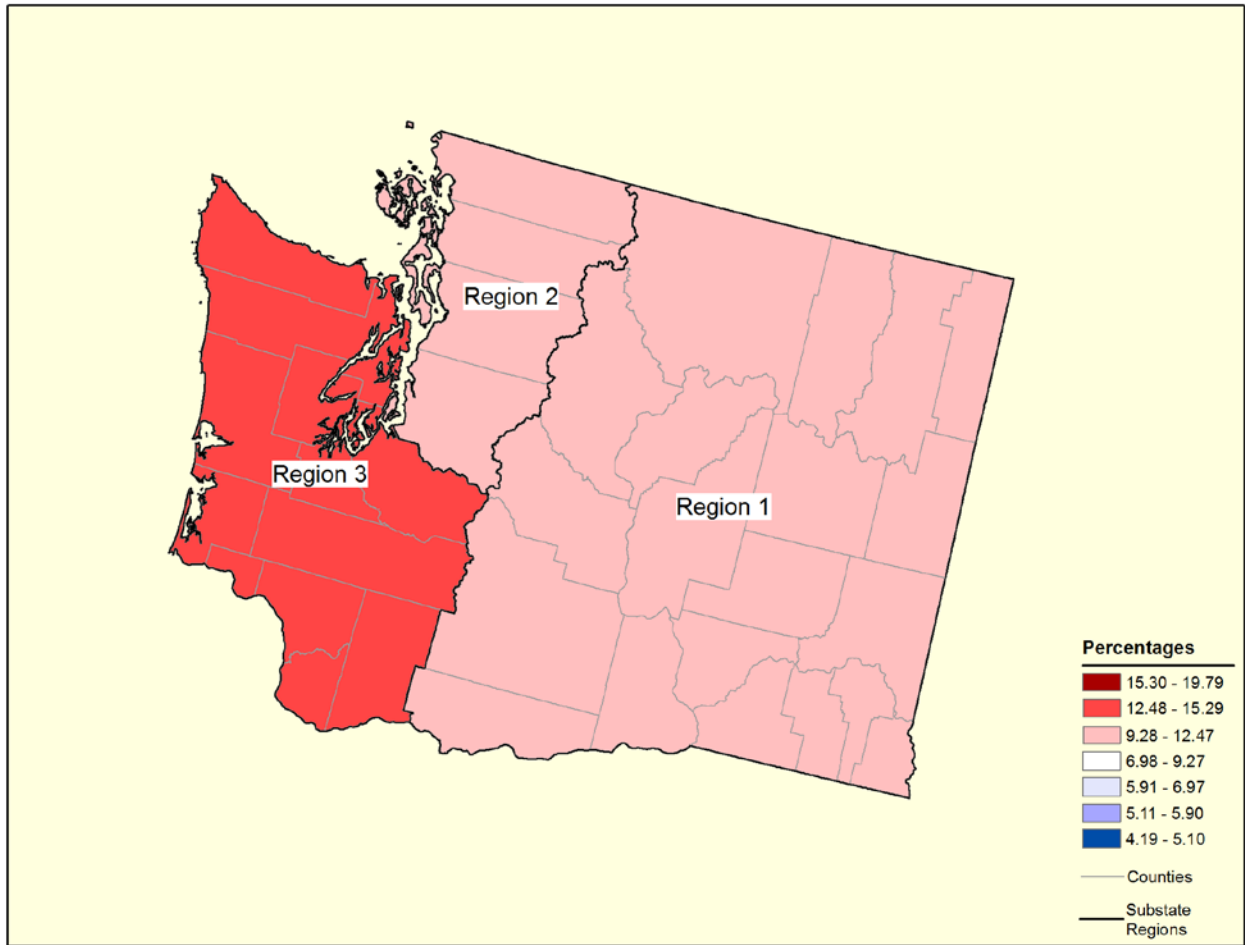 Region 2
Region 3
Region 1
Percentages
15.30 - 19.79
12.48 - 15.29
9.28 - 12.47
6.98 - 9.27
5.91 - 6.97
5.11 - 5.90
4.19 - 5.10
Counties
Substate
Regions